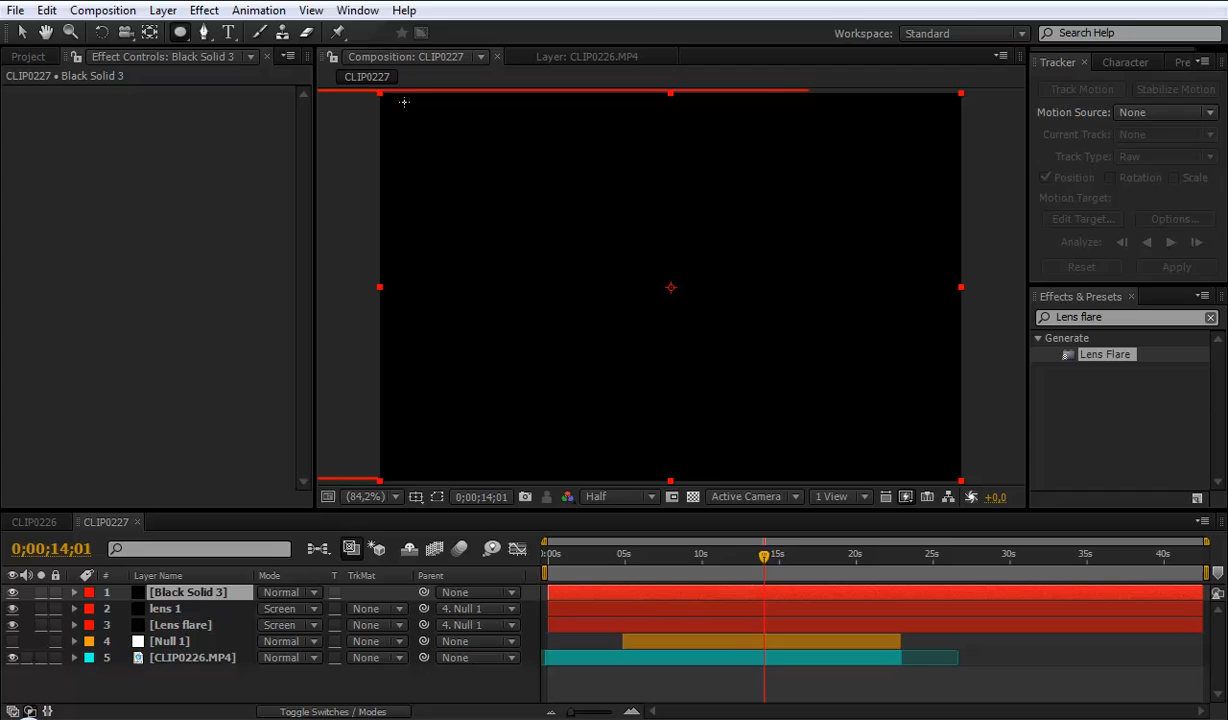 File Edit Composition Layer Effect Animation View Window Help
Workspace: Standard Search Help
Project Effect Controls: Black Solid 3 Composition: CLIP0227 Layer: CLIP0226.MP4 Tracker Character Pre
CLIP0227 • Black Solid 3 CLIP0227
Track Motion Stabilize Motion
Motion Source: None
Current Track: None
Track Type: Raw
Position Rotation Scale
Motion Target:
Edit Target... Options...
Analyze:
Reset Apply
Effects & Presets
Lens flare
Generate
Lens Flare
(84,2%) 0;00;14;01 Half Active Camera 1 View +0,0
CLIP0226 CLIP0227
0;00;14;01 :00s 05s 10s 15s 20s 25s 30s 35s 40s
# Layer Name Mode T TrkMat Parent
1 [Black Solid 3] Normal None
2 lens 1 Screen None 4. Null 1
3 [Lens flare] Screen None 4. Null 1
4 [Null 1] Normal None None
5 [CLIP0226.MP4] Normal None None
Toggle Switches / Modes